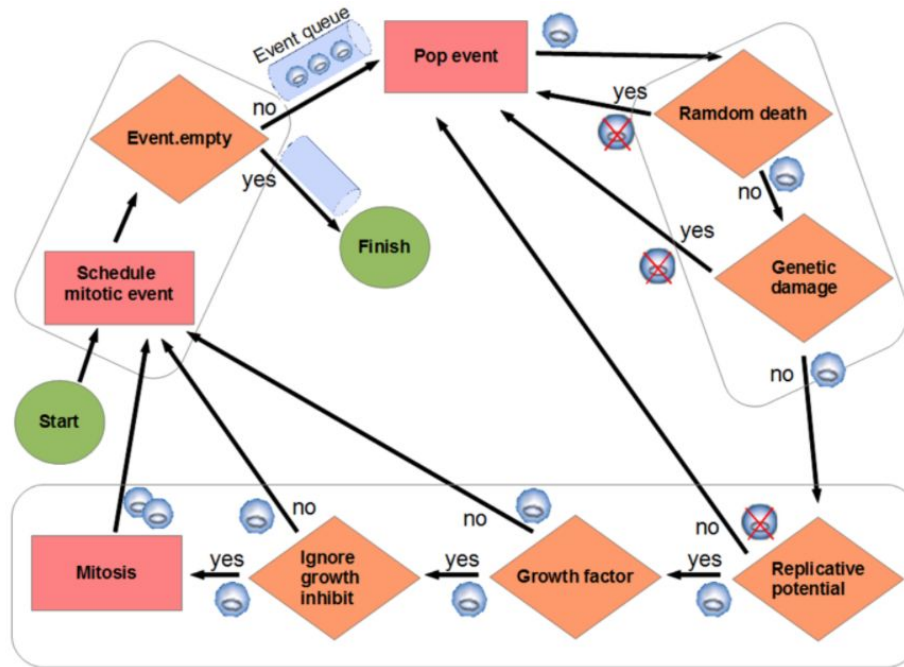 Event queue
Pop event
no
yes
Ramdom death
Event.empty
yes
no
Finish
yes
Genetic
damage
Schedule
mitotic event
no
Start
no
no
no
yes
yes
yes
Mitosis
Ignore
growth
inhibit
Growth factor
Replicative
potential